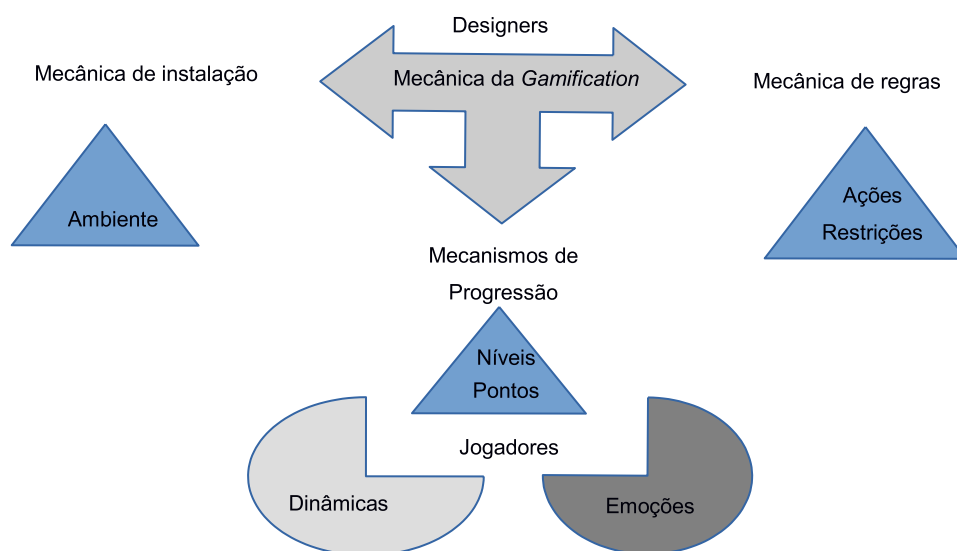 Designers
Mecânica de instalação
Mecânica da Gamification
Mecânica de regras
Ambiente
Ações
Restrições
Mecanismos de
Progressão
Níveis
Pontos
Jogadores
Dinâmicas
Emoções